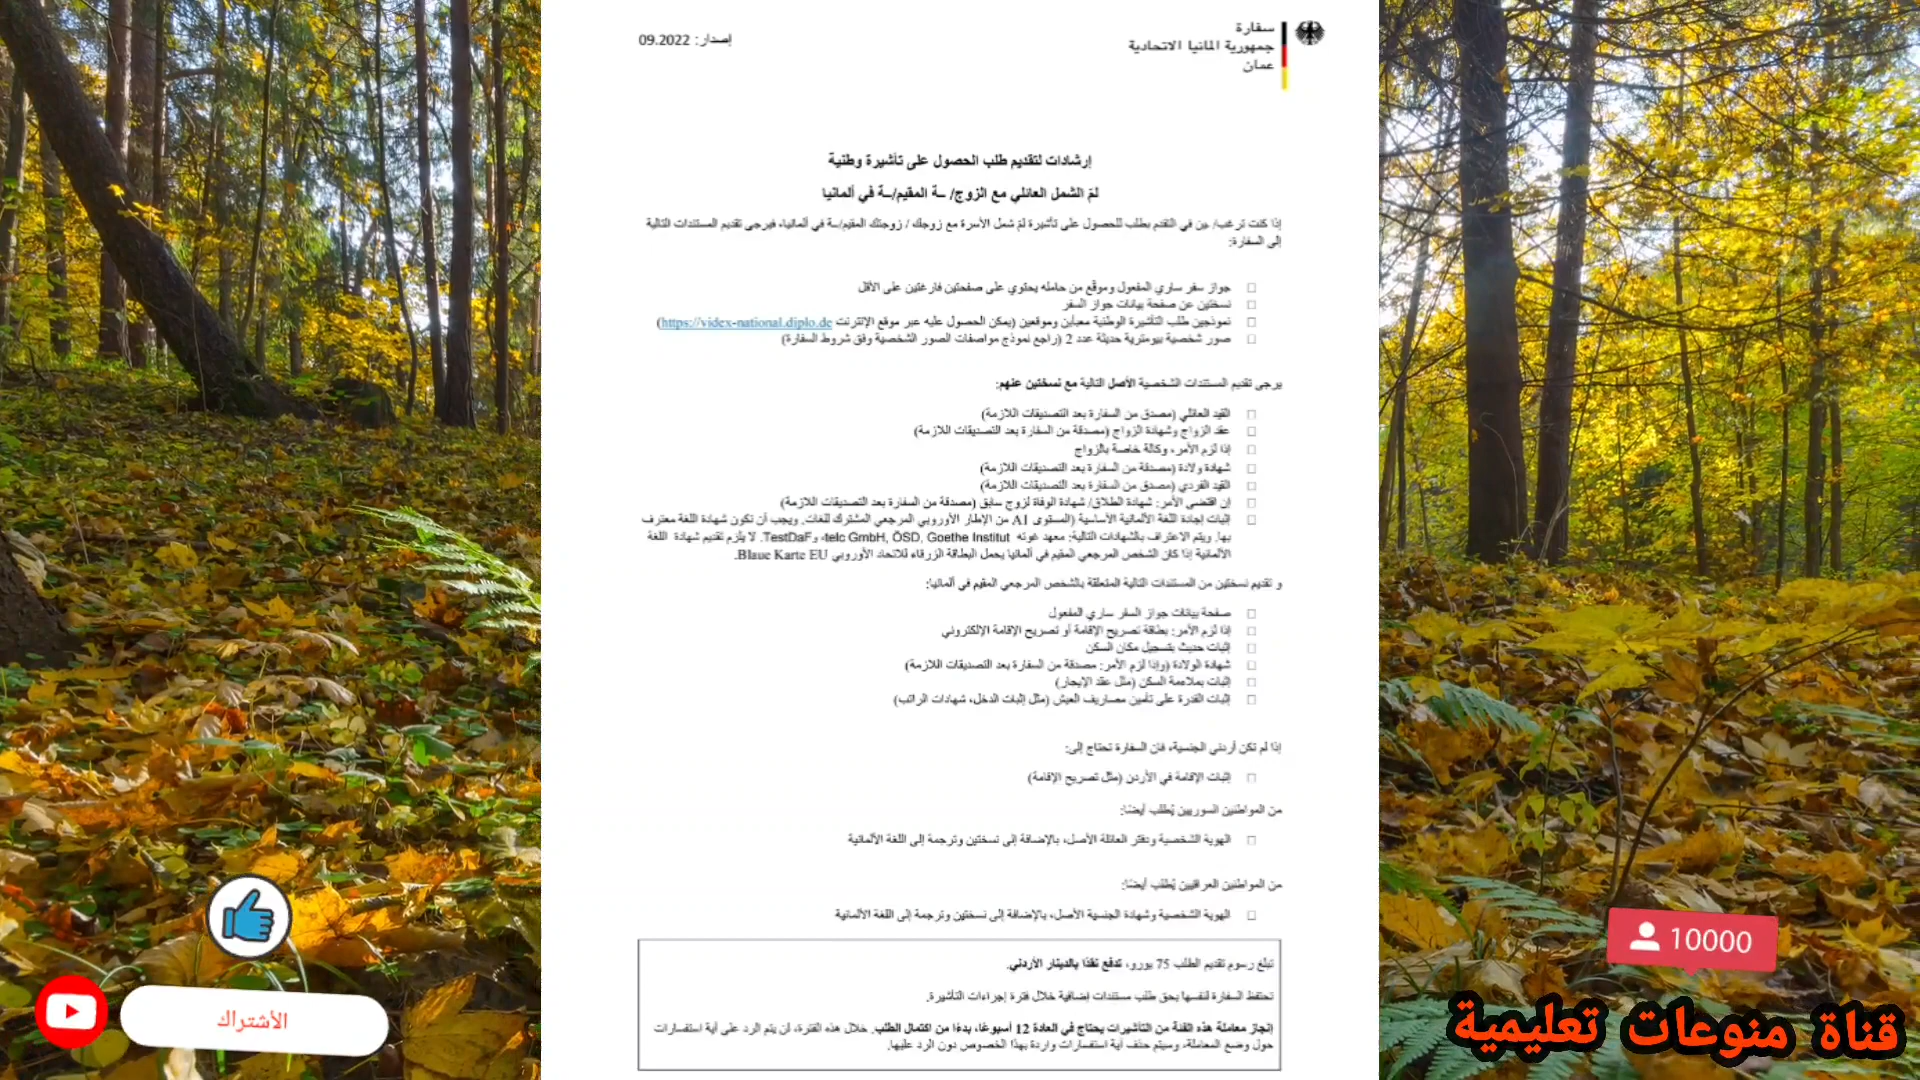 سفارة
جمهورية المانيا الاتحادية
عمان
إصدار: 09.2022
إرشادات لتقديم طلب الحصول على تأشيرة وطنية
لمّ الشمل العائلي مع الزوج/ ــة المقيم/ــة في ألمانيا
إذا كنت ترغب/ ين في التقدم بطلب للحصول على تأشيرة لمّ شمل الأسرة مع زوجك / زوجتك المقيم/ــة في ألمانيا، فيرجى تقديم المستندات التالية
إلى السفارة:
□ جواز سفر ساري المفعول وموقّع من حامله يحتوي على صفحتين فارغتين على الأقل
□ نسختين عن صفحة بيانات جواز السفر
□ نموذجين طلب التأشيرة الوطنية معبأين وموقعين (يمكن الحصول عليه عبر موقع الإنترنت https://videx-national.diplo.de)
□ صور شخصية بيومترية حديثة عدد 2 (راجع نموذج مواصفات الصور الشخصية وفق شروط السفارة)
يرجى تقديم المستندات الشخصية الأصل التالية مع نسختين عنهم:
□ القيد العائلي (مصدق من السفارة بعد التصديقات اللازمة)
□ عقد الزواج وشهادة الزواج (مصدقة من السفارة بعد التصديقات اللازمة)
□ إذا لزم الأمر، وكالة خاصة بالزواج
□ شهادة ولادة (مصدقة من السفارة بعد التصديقات اللازمة)
□ القيد الفردي (مصدق من السفارة بعد التصديقات اللازمة)
□ إن اقتضى الأمر: شهادة الطلاق/ شهادة الوفاة لزوج سابق (مصدقة من السفارة بعد التصديقات اللازمة)
□ إثبات إجادة اللغة الألمانية الأساسية (المستوى A1 من الإطار الأوروبي المرجعي المشترك للغات. ويجب أن تكون شهادة اللغة معترف
بها. ويتم الاعتراف بالشهادات التالية: معهد غوته telc GmbH, ÖSD, Goethe Institut، وTestDaF. لا يلزم تقديم شهادة اللغة
الألمانية إذا كان الشخص المرجعي المقيم في ألمانيا يحمل البطاقة الزرقاء للاتحاد الأوروبي Blaue Karte EU.
و تقديم نسختين من المستندات التالية المتعلقة بالشخص المرجعي المقيم في ألمانيا:
□ صفحة بيانات جواز السفر ساري المفعول
□ إذا لزم الأمر: بطاقة تصريح الإقامة أو تصريح الإقامة الإلكتروني
□ إثبات حديث بتسجيل مكان السكن
□ شهادة الولادة (وإذا لزم الأمر: مصدقة من السفارة بعد التصديقات اللازمة)
□ إثبات بملاءمة السكن (مثل عقد الإيجار)
□ إثبات القدرة على تأمين مصاريف العيش (مثل إثبات الدخل، شهادات الراتب)
إذا لم تكن أردني الجنسية، فان السفارة تحتاج إلى:
□ إثبات الإقامة في الأردن (مثل تصريح الإقامة)
من المواطنين السوريين يُطلب أيضًا:
□ الهوية الشخصية ودفتر العائلة الأصل، بالإضافة إلى نسختين وترجمة إلى اللغة الألمانية
من المواطنين العراقيين يُطلب أيضًا:
□ الهوية الشخصية وشهادة الجنسية الأصل، بالإضافة إلى نسختين وترجمة إلى اللغة الألمانية
تبلغ رسوم تقديم الطلب 75 يورو، تدفع نقدًا بالدينار الأردني.
تحتفظ السفارة لنفسها بحق طلب مستندات إضافية خلال فترة إجراءات التأشيرة.
إنجاز معاملة هذه الفئة من التأشيرات يحتاج في العادة 12 أسبوعًا، بدءًا من اكتمال الطلب. خلال هذه الفترة، لن يتم الرد على أية استفسارات
حول وضع المعاملة، وسيتم حذف أية استفسارات واردة بهذا الخصوص دون الرد عليها.
10000
الأشتراك
قناة منوعات تعليمية